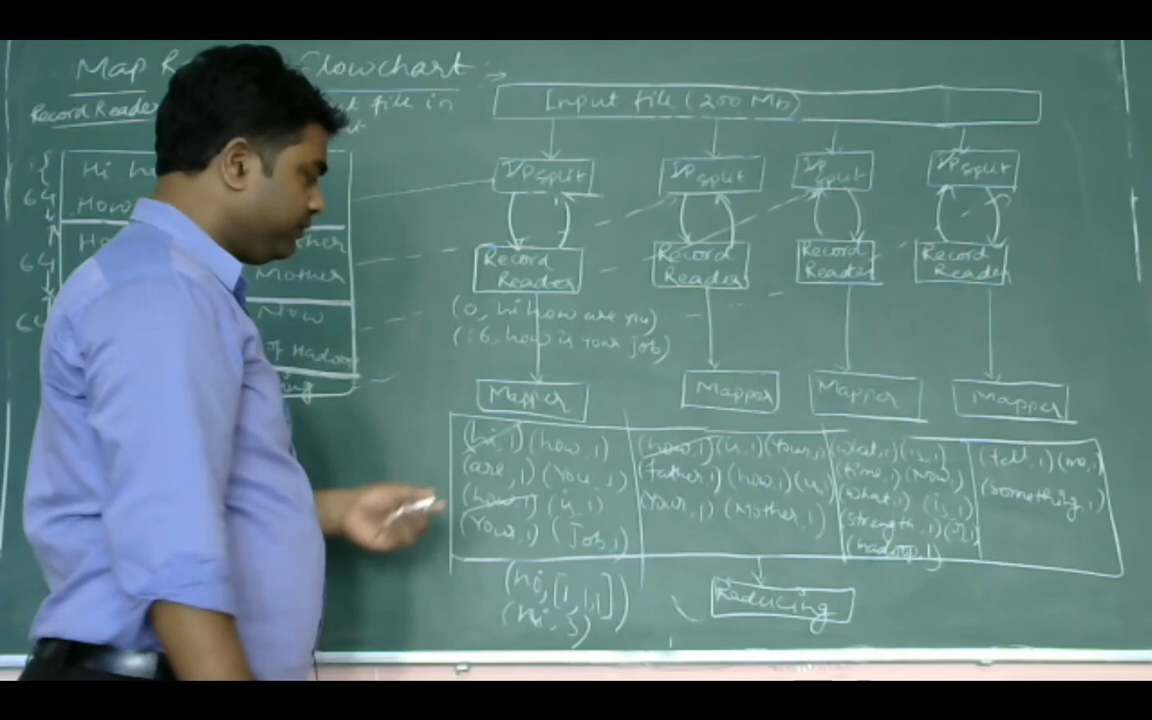 Map Flowchart
Record Reader file in
Hi
64
How
64
Mother
Now
of Hadoop
Input file (200 MB)
I/P split I/P split I/P split I/P split
Record Reader Record Reader Record Reader Record Reader
(0, hi how are you)
(16, how is your job)
Mapper Mapper Mapper Mapper
(hi,1) (how,1)
(are,1) (You,1)
(how,1) (is,1)
(Your,1) (job,1)
(how,1) (is,1) (Your,1)
(father,1) (how,1) (is,1)
(Your,1) (Mother,1)
(what,1) (is,1)
(time,1) (Now,1)
(what,1) (is,1)
(strength,1) (of,1)
(hadoop,1)
(tell,1) (me,1)
(something,1)
(hi,[1,1,1])
(hi,3)
Reducing